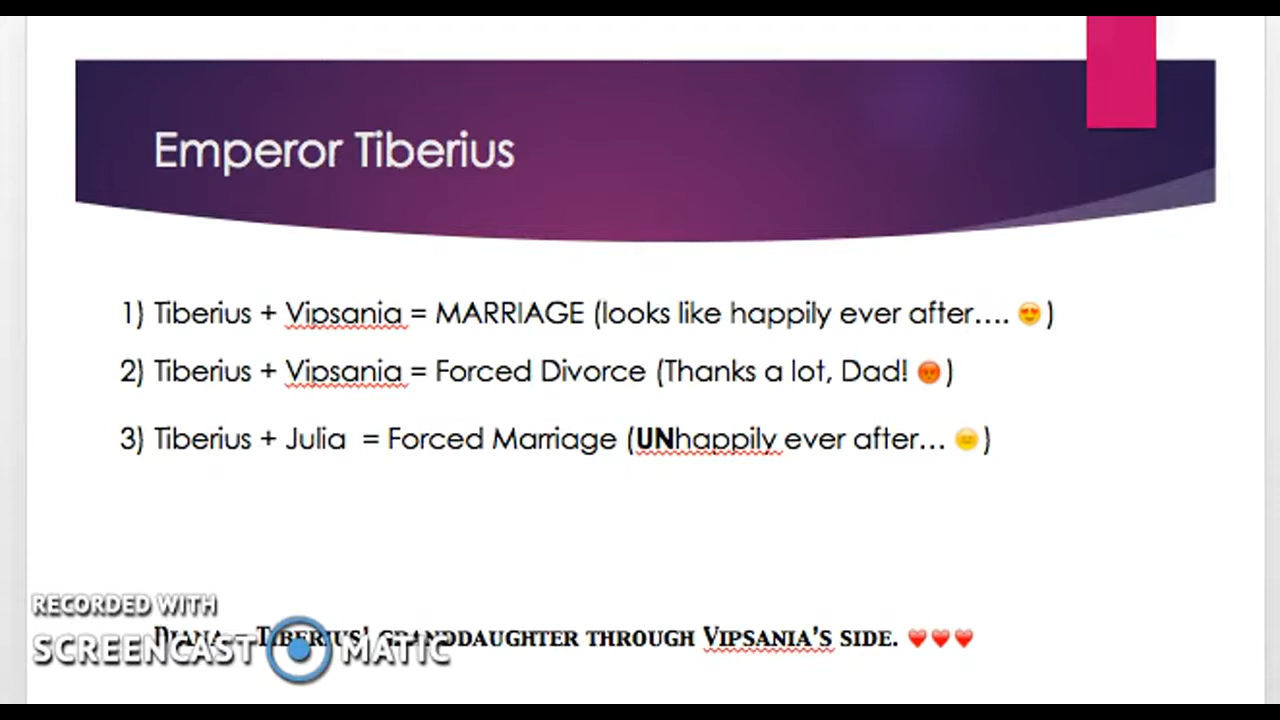 Emperor Tiberius
1) Tiberius + Vipsania = MARRIAGE (looks like happily ever after.... 😍)
2) Tiberius + Vipsania = Forced Divorce (Thanks a lot, Dad! 😡)
3) Tiberius + Julia = Forced Marriage (UNhappily ever after... 😑)
RECORDED WITH
Diana – Tiberius' granddaughter through Vipsania's side. ❤❤❤
SCREENCAST MATIC